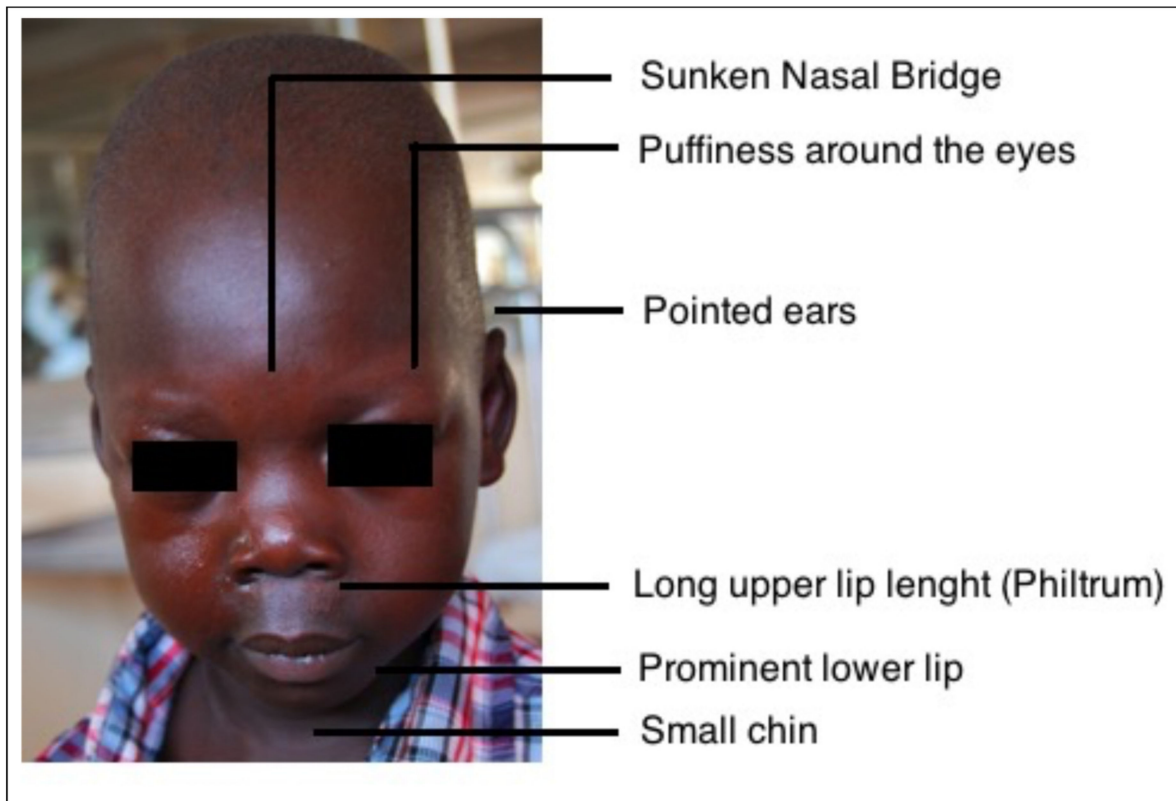 Sunken Nasal Bridge
Puffiness around the eyes
Pointed ears
Long upper lip lenght (Philtrum)
Prominent lower lip
Small chin